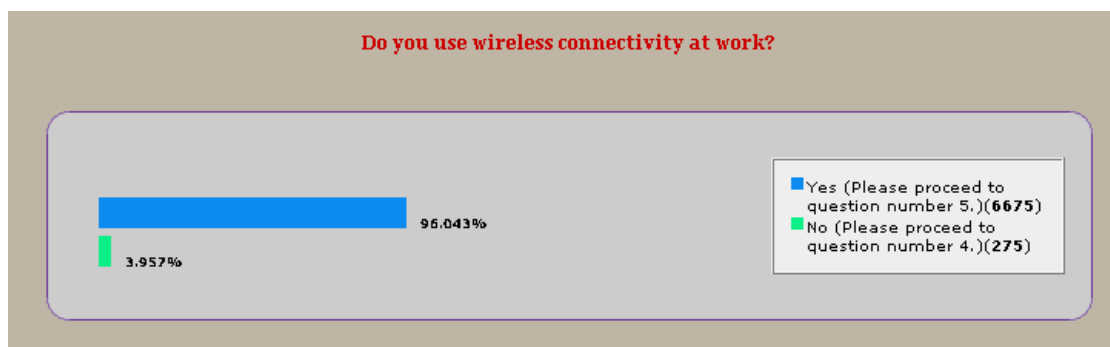 Do you use wireless connectivity at work?
96.043%
3.957%
Yes (Please proceed to
question number 5.)(6675)
No (Please proceed to
question number 4.)(275)